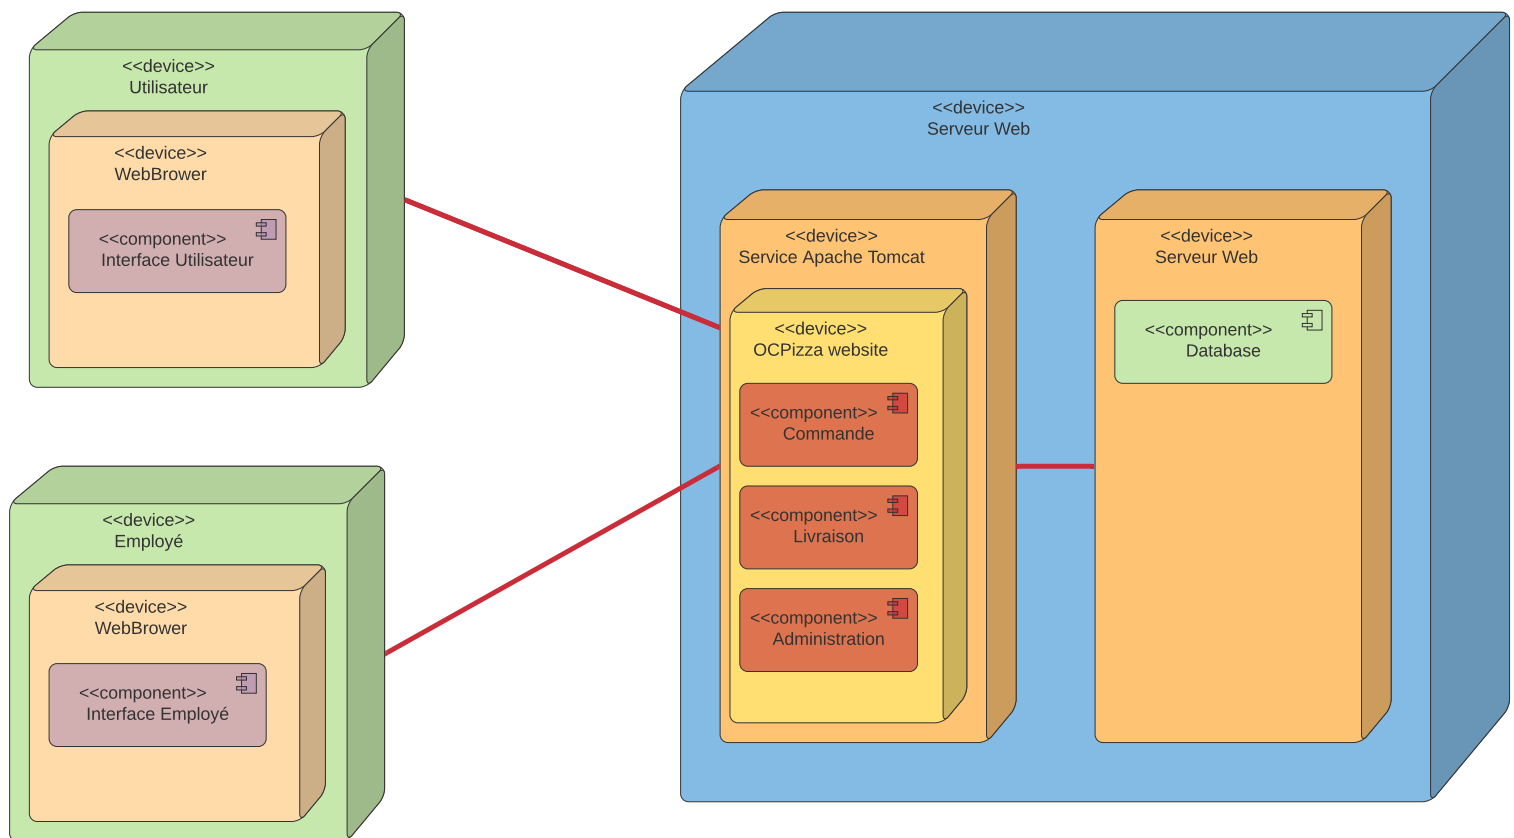 <<device>>
Utilisateur
<<device>>
WebBrower
<<component>>
Interface Utilisateur
<<device>>
Employé
<<device>>
WebBrower
<<component>>
Interface Employé
<<device>>
Serveur Web
<<device>>
Service Apache Tomcat
<<device>>
OCPizza website
<<component>>
Commande
<<component>>
Livraison
<<component>>
Administration
<<device>>
Serveur Web
<<component>>
Database